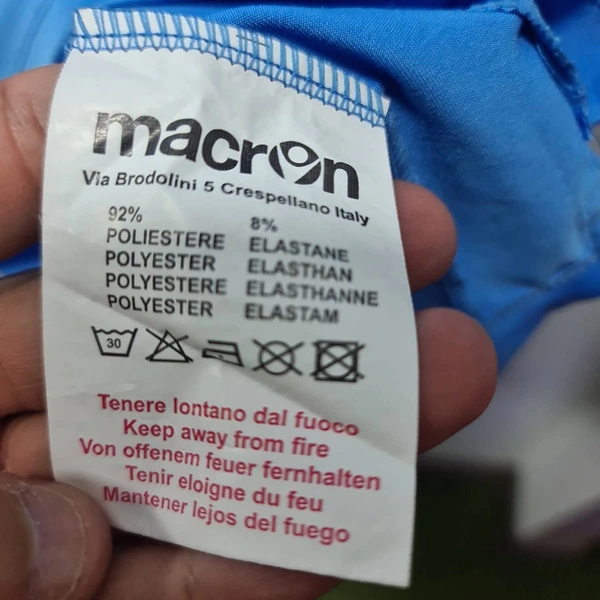 macron
Via Brodolini 5 Crespellano Italy
92% 8%
POLIESTERE ELASTANE
POLYESTER ELASTHAN
POLYESTERE ELASTHANNE
POLYESTER ELASTAM
30
Tenere lontano dal fuoco
Keep away from fire
Von offenem feuer fernhalten
Tenir eloigne du feu
Mantener lejos del fuego